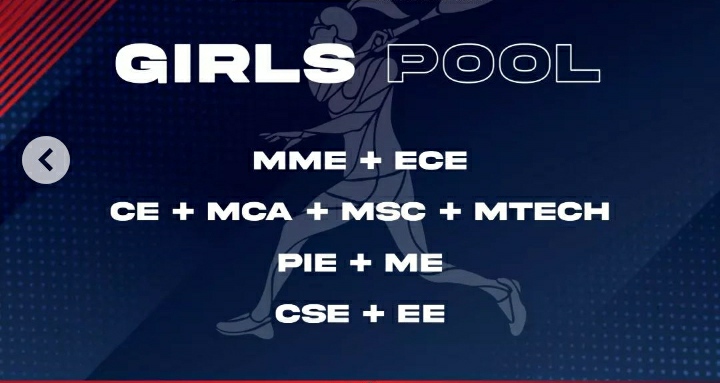 GIRLS POOL
MME + ECE
CE + MCA + MSC + MTECH
PIE + ME
CSE + EE